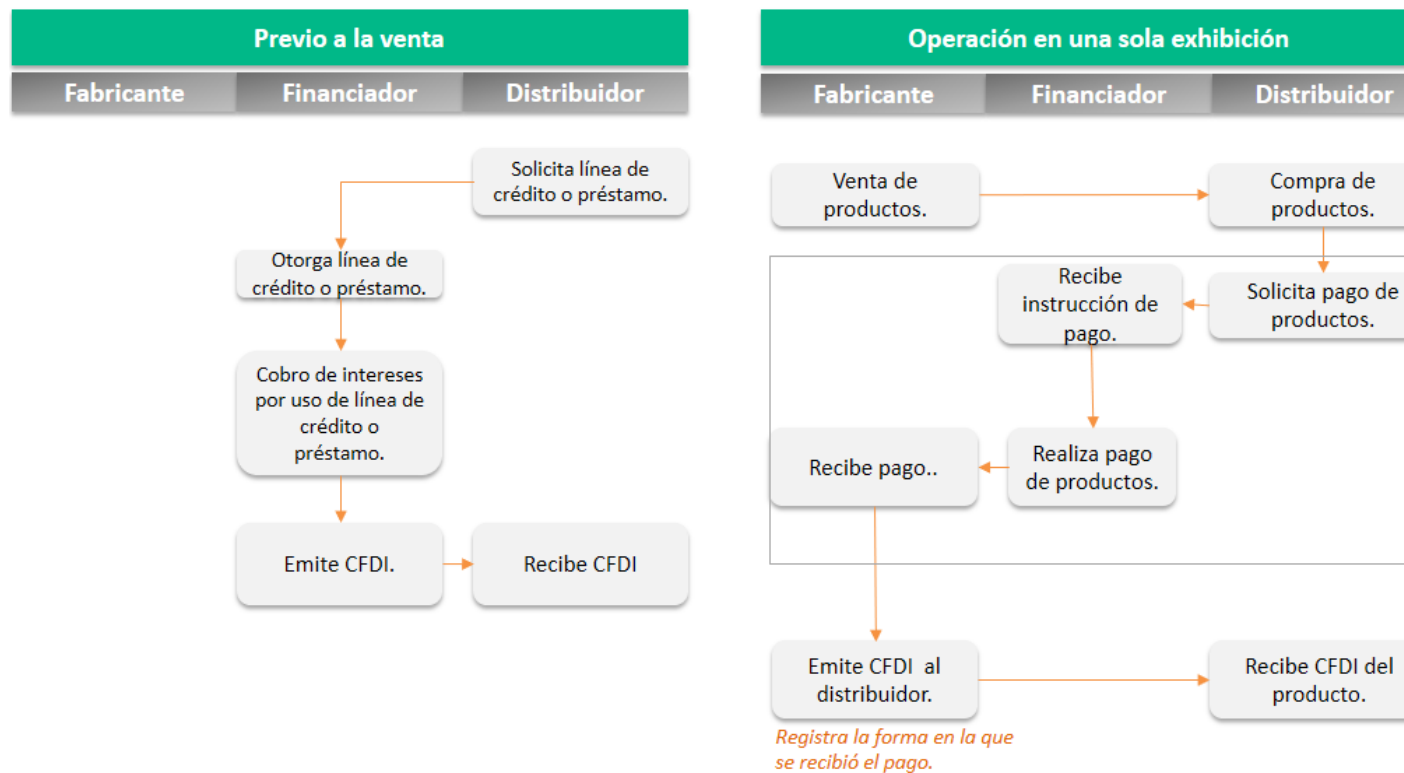 Previo a la venta
Fabricante
Financiador
Distribuidor
Solicita línea de
crédito o préstamo.
Otorga línea de
crédito o préstamo.
Cobro de intereses
por uso de línea de
crédito o
préstamo.
Emite CFDI.
Recibe CFDI
Operación en una sola exhibición
Fabricante
Financiador
Distribuidor
Venta de
productos.
Compra de
productos.
Solicita pago de
productos.
Recibe
instrucción de
pago.
Realiza pago
de productos.
Recibe pago..
Emite CFDI al
distribuidor.
Registra la forma en la que
se recibió el pago.
Recibe CFDI del
producto.